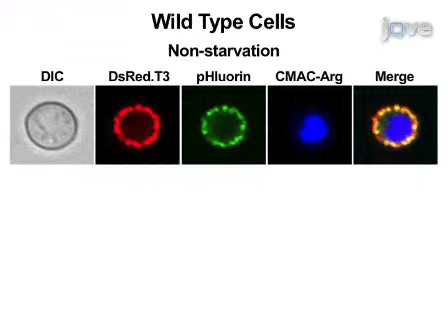 jove
Wild Type Cells
Non-starvation
DIC DsRed.T3 pHluorin CMAC-Arg Merge